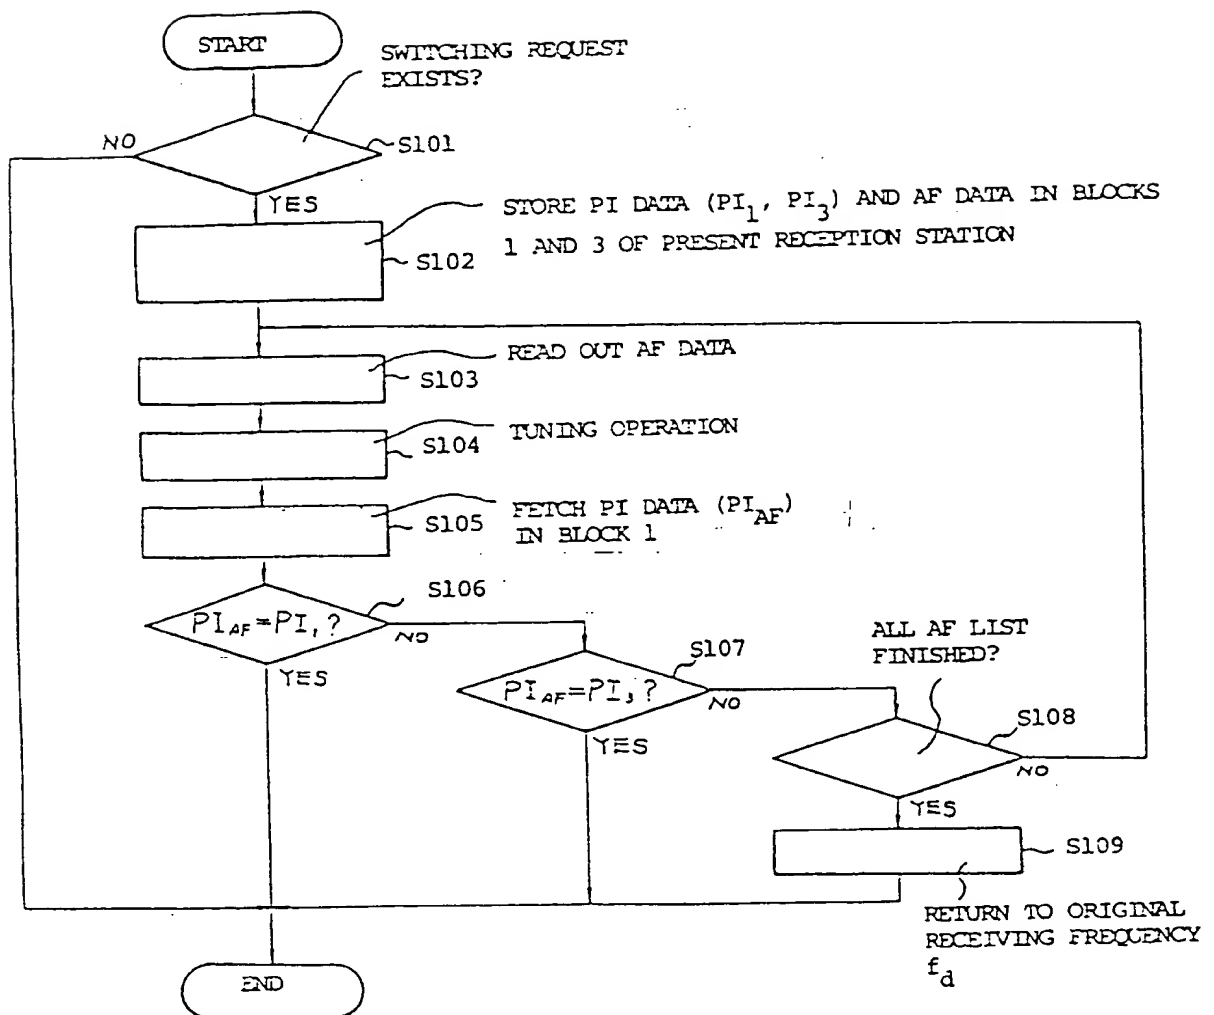 START
SWITCHING REQUEST
EXISTS?
NO
S101
YES
STORE PI DATA (PI1, PI3) AND AF DATA IN BLOCKS
1 AND 3 OF PRESENT RECEPTION STATION
S102
READ OUT AF DATA
S103
TUNING OPERATION
S104
FETCH PI DATA (PIAF)
IN BLOCK 1
S105
S106
PIAF=PI1?
NO
YES
S107
PIAF=PI3?
NO
YES
ALL AF LIST
FINISHED?
S108
NO
YES
S109
RETURN TO ORIGINAL
RECEIVING FREQUENCY
fd
END